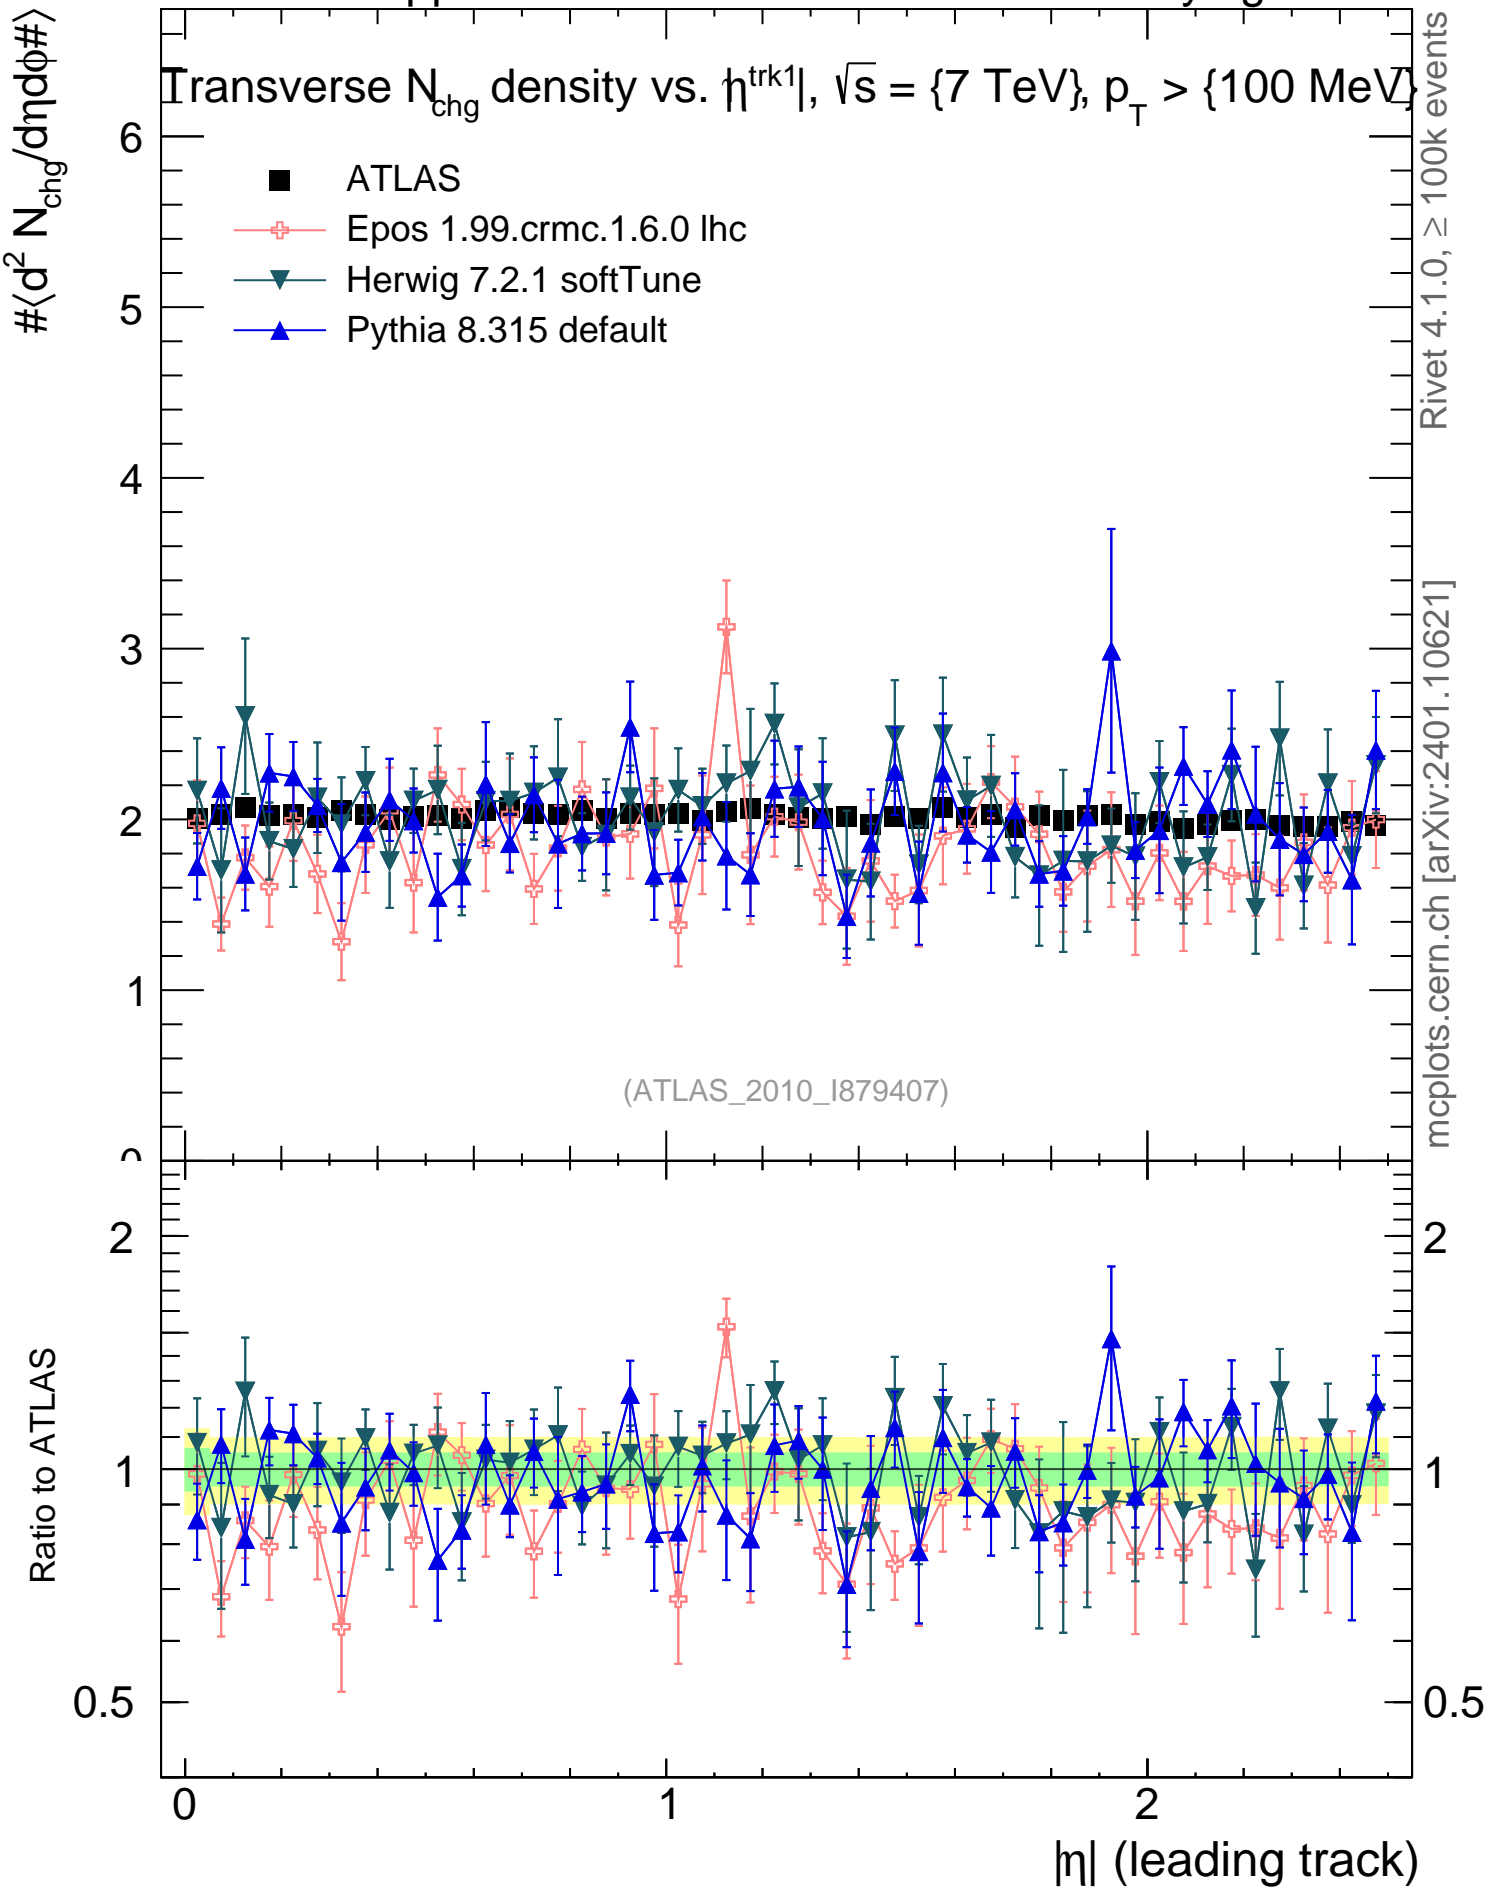 Transverse N_chg density vs. |η^trk1|, √s = {7 TeV}, p_T > {100 MeV}
#⟨d² N_chg/dηdϕ#⟩
ATLAS
Epos 1.99.crmc.1.6.0 lhc
Herwig 7.2.1 softTune
Pythia 8.315 default
6
5
4
3
2
1
0
(ATLAS_2010_I879407)
Rivet 4.1.0, ≥ 100k events
mcplots.cern.ch [arXiv:2401.10621]
Ratio to ATLAS
2
1
0.5
2
1
0.5
0 1 2
|η| (leading track)